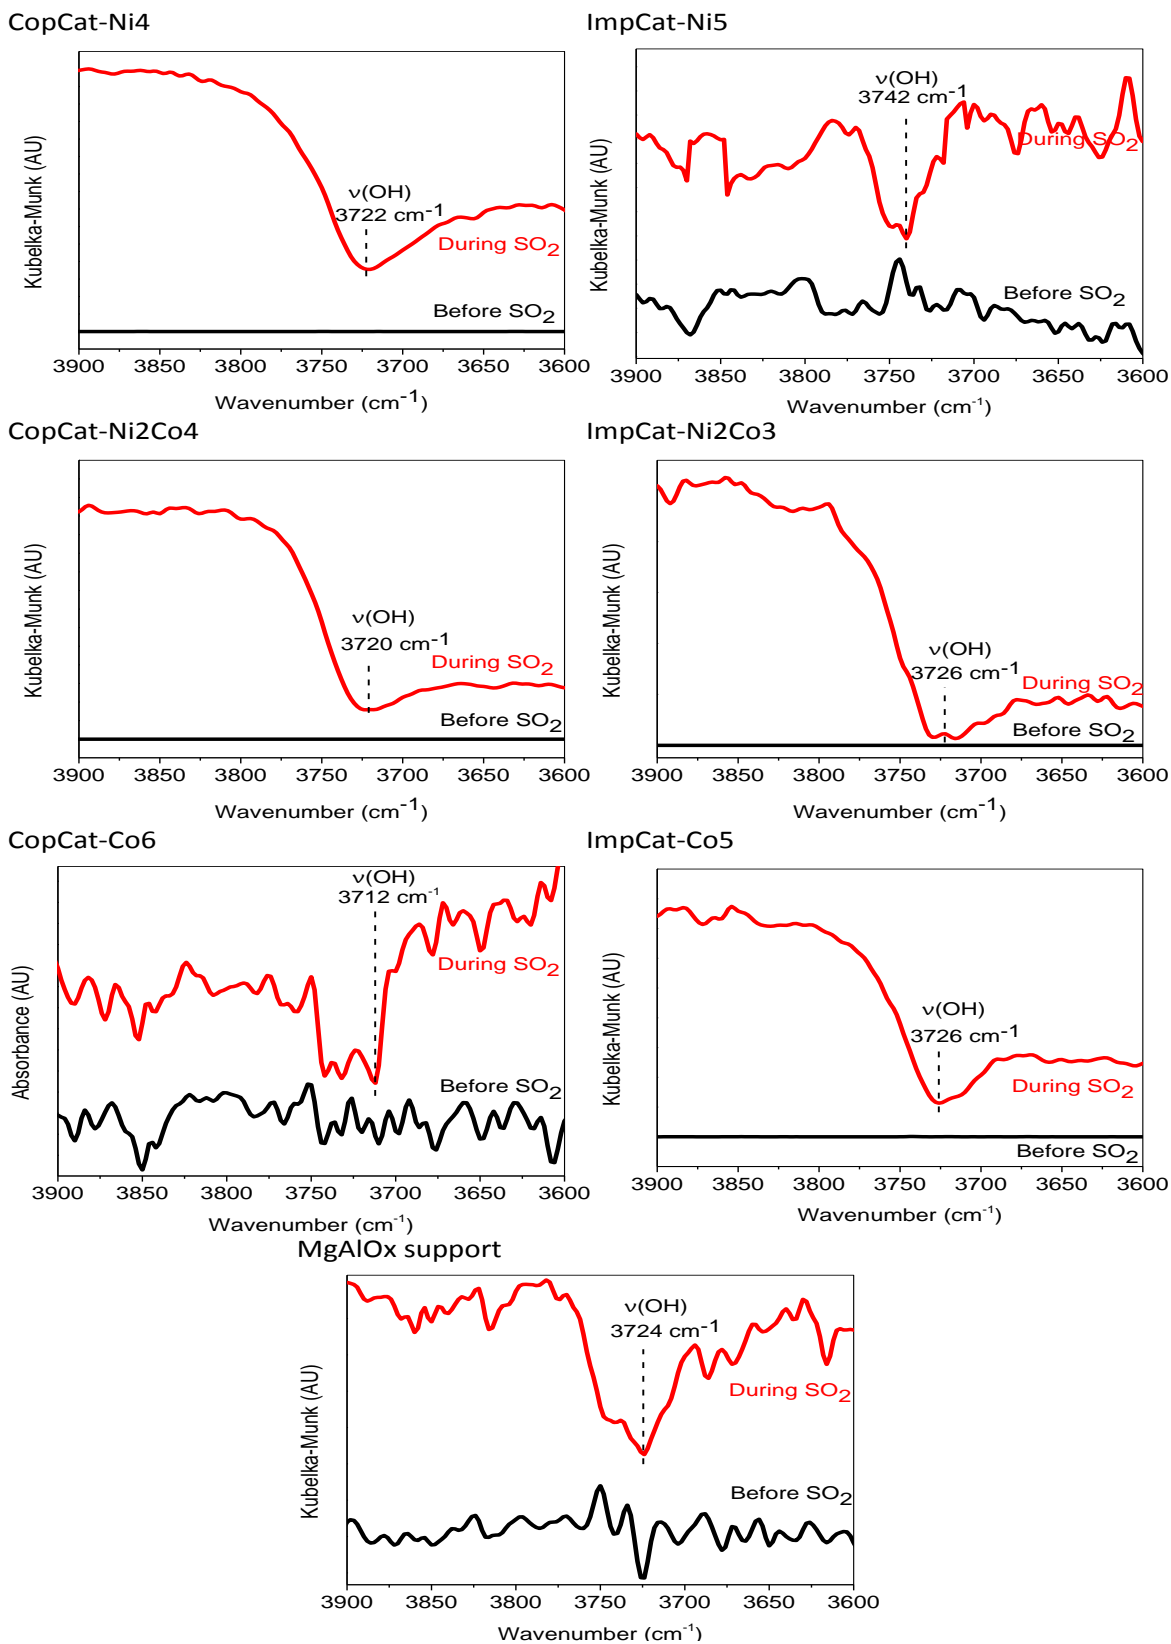 CopCat-Ni4
ImpCat-Ni5
Kubelka-Munk (AU)
ν(OH)
3722 cm-1
During SO2
Before SO2
3900 3850 3800 3750 3700 3650 3600
Wavenumber (cm-1)
Kubelka-Munk (AU)
ν(OH)
3742 cm-1
During SO2
Before SO2
3900 3850 3800 3750 3700 3650 3600
Wavenumber (cm-1)
CopCat-Ni2Co4
ImpCat-Ni2Co3
Kubelka-Munk (AU)
ν(OH)
3720 cm-1
During SO2
Before SO2
3900 3850 3800 3750 3700 3650 3600
Wavenumber (cm-1)
Kubelka-Munk (AU)
ν(OH)
3726 cm-1
During SO2
Before SO2
3900 3850 3800 3750 3700 3650 3600
Wavenumber (cm-1)
CopCat-Co6
ImpCat-Co5
Absorbance (AU)
ν(OH)
3712 cm-1
During SO2
Before SO2
3900 3850 3800 3750 3700 3650 3600
Wavenumber (cm-1)
Kubelka-Munk (AU)
ν(OH)
3726 cm-1
During SO2
Before SO2
3900 3850 3800 3750 3700 3650 3600
Wavenumber (cm-1)
MgAlOx support
Kubelka-Munk (AU)
ν(OH)
3724 cm-1
During SO2
Before SO2
3900 3850 3800 3750 3700 3650 3600
Wavenumber (cm-1)